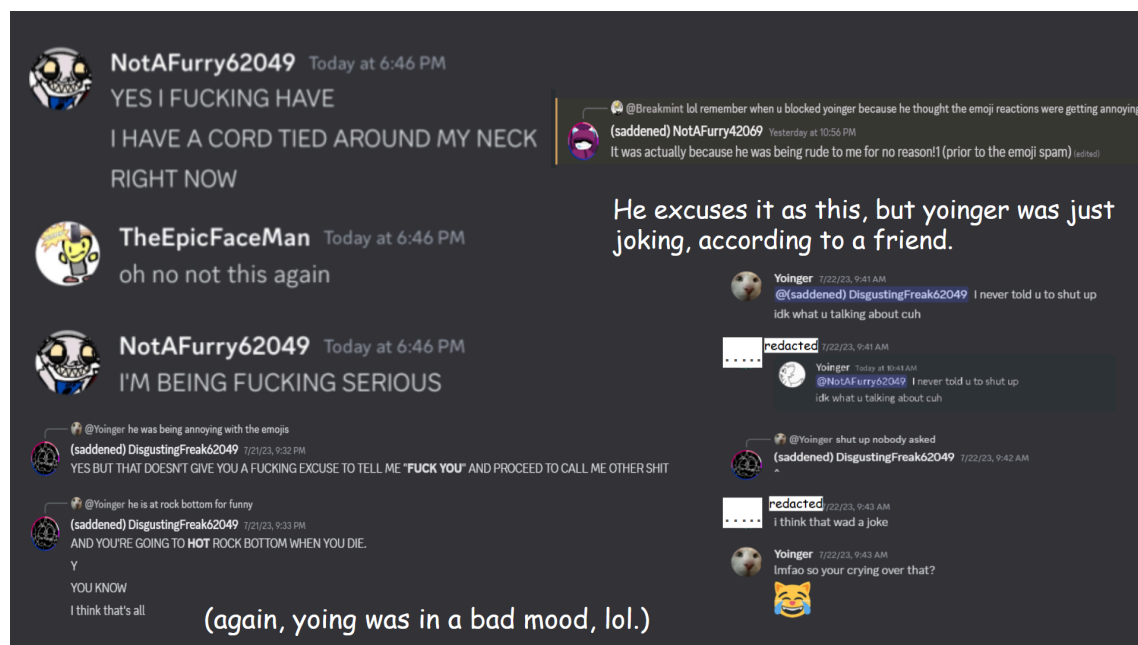 NotAFurry62049 Today at 6:46 PM
YES I FUCKING HAVE
I HAVE A CORD TIED AROUND MY NECK
RIGHT NOW
TheEpicFaceMan Today at 6:46 PM
oh no not this again
NotAFurry62049 Today at 6:46 PM
I'M BEING FUCKING SERIOUS
@Yoinger he was being annoying with the emojis
(saddened) DisgustingFreak62049 7/21/23, 9:32 PM
YES BUT THAT DOESN'T GIVE YOU A FUCKING EXCUSE TO TELL ME "FUCK YOU" AND PROCEED TO CALL ME OTHER SHIT
@Yoinger he is at rock bottom for funny
(saddened) DisgustingFreak62049 7/21/23, 9:33 PM
AND YOU'RE GOING TO HOT ROCK BOTTOM WHEN YOU DIE.
Y
YOU KNOW
I think that's all
(again, yoing was in a bad mood, lol.)
@Breakmint lol remember when u blocked yoinger because he thought the emoji reactions were getting annoying
(saddened) NotAFurry42069 Yesterday at 10:56 PM
It was actually because he was being rude to me for no reason!1 (prior to the emoji spam) (edited)
He excuses it as this, but yoinger was just
joking, according to a friend.
Yoinger 7/22/23, 9:41 AM
@(saddened) DisgustingFreak62049 I never told u to shut up
idk what u talking about cuh
redacted 7/22/23, 9:41 AM
.....
Yoinger Today at 10:41 AM
@NotAFurry62049 I never told u to shut up
idk what u talking about cuh
@Yoinger shut up nobody asked
(saddened) DisgustingFreak62049 7/22/23, 9:42 AM
^
redacted 7/22/23, 9:43 AM
.....
i think that wad a joke
Yoinger 7/22/23, 9:43 AM
lmfao so your crying over that?